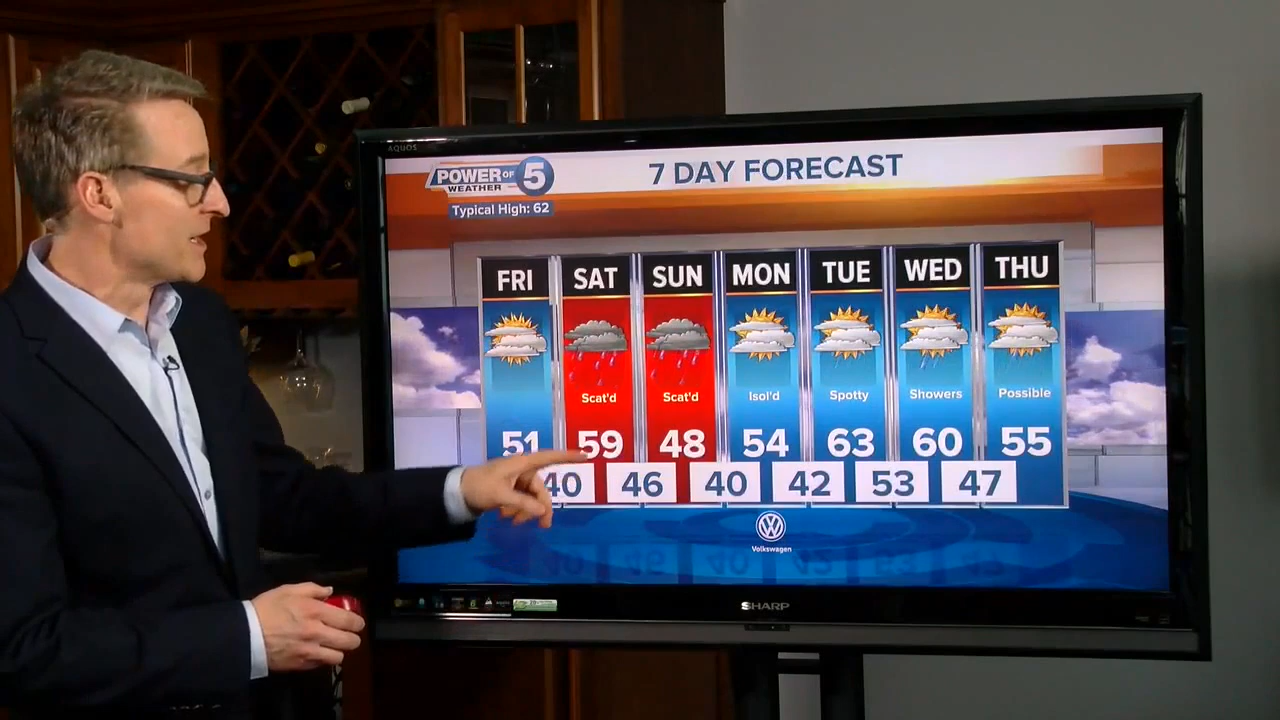 AQUOS
POWER OF 5
WEATHER
7 DAY FORECAST
Typical High: 62
FRI SAT SUN MON TUE WED THU
Scat'd Scat'd Isol'd Spotty Showers Possible
51 59 48 54 63 60 55
40 46 40 42 53 47
Volkswagen
SHARP